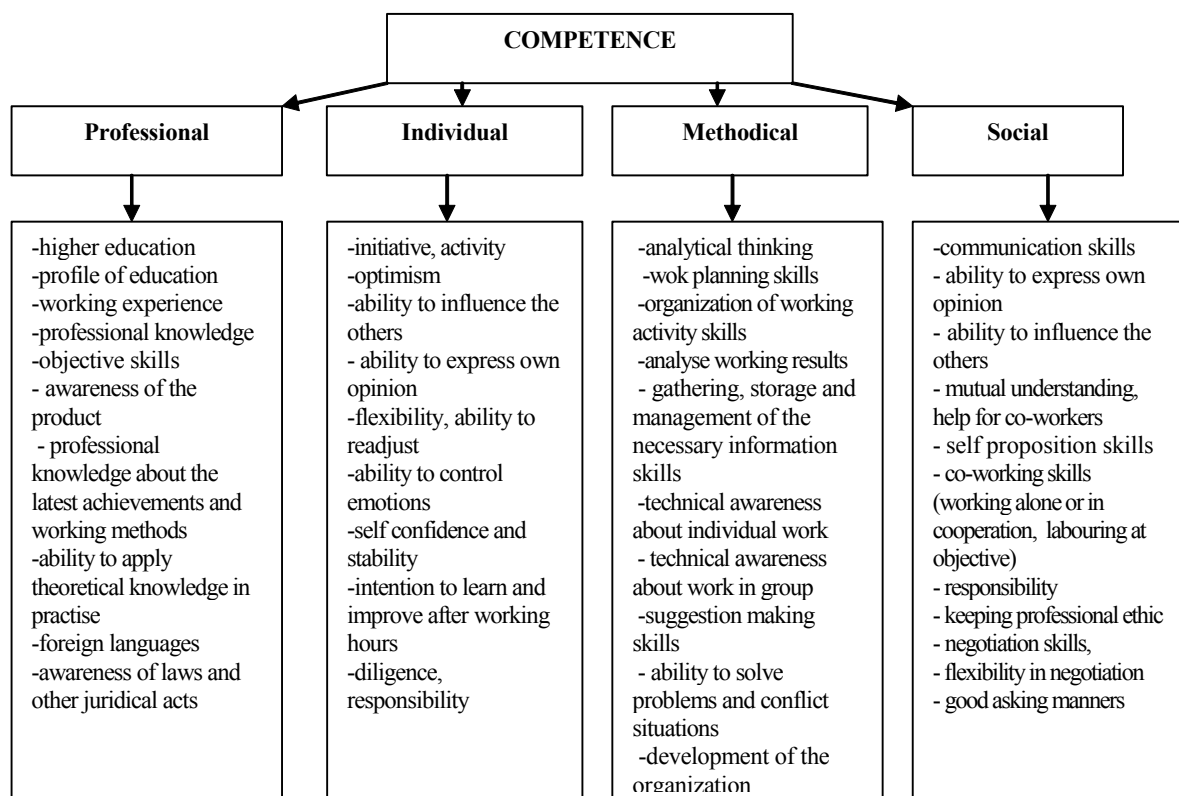 COMPETENCE
Professional
Individual
Methodical
Social
-higher education
-profile of education
-working experience
-professional knowledge
-objective skills
- awareness of the
product
- professional
knowledge about the
latest achievements and
working methods
-ability to apply
theoretical knowledge in
practise
-foreign languages
-awareness of laws and
other juridical acts
-initiative, activity
-optimism
-ability to influence the
others
- ability to express own
opinion
-flexibility, ability to
readjust
-ability to control
emotions
-self confidence and
stability
-intention to learn and
improve after working
hours
-diligence,
responsibility
-analytical thinking
-wok planning skills
-organization of working
activity skills
-analyse working results
- gathering, storage and
management of the
necessary information
skills
-technical awareness
about individual work
- technical awareness
about work in group
-suggestion making
skills
- ability to solve
problems and conflict
situations
-development of the
organization
-communication skills
- ability to express own
opinion
- ability to influence the
others
- mutual understanding,
help for co-workers
- self proposition skills
- co-working skills
(working alone or in
cooperation, labouring at
objective)
- responsibility
- keeping professional ethic
- negotiation skills,
- flexibility in negotiation
- good asking manners